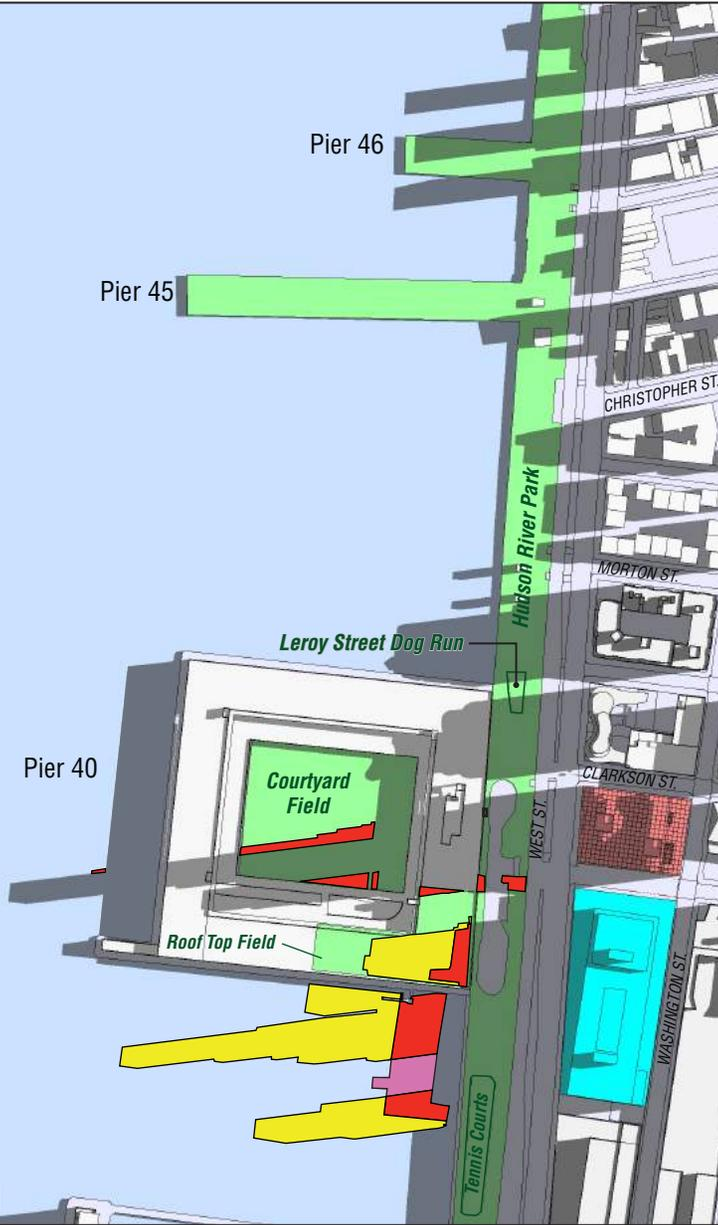 Pier 46
Pier 45
CHRISTOPHER ST.
Hudson River Park
MORTON ST.
Leroy Street Dog Run
Pier 40
Courtyard
Field
CLARKSON ST.
WEST ST.
Roof Top Field
WASHINGTON ST.
Tennis Courts